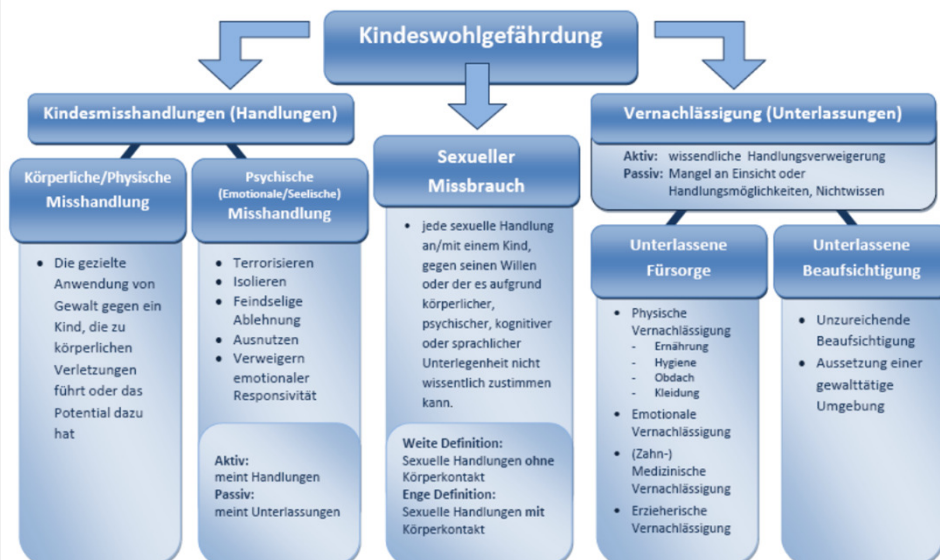 Kindeswohlgefährdung
Kindesmisshandlungen (Handlungen)
Körperliche/Physische
Misshandlung
• Die gezielte
Anwendung von
Gewalt gegen ein
Kind, die zu
körperlichen
Verletzungen
führt oder das
Potential dazu
hat
Psychische
(Emotionale/Seelische)
Misshandlung
• Terrorisieren
• Isolieren
• Feindselige
Ablehnung
• Ausnutzen
• Verweigern
emotionaler
Responsivität
Aktiv:
meint Handlungen
Passiv:
meint Unterlassungen
Sexueller
Missbrauch
• jede sexuelle Handlung
an/mit einem Kind,
gegen seinen Willen
oder der es aufgrund
körperlicher,
psychischer, kognitiver
oder sprachlicher
Unterlegenheit nicht
wissentlich zustimmen
kann.
Weite Definition:
Sexuelle Handlungen ohne
Körperkontakt
Enge Definition:
Sexuelle Handlungen mit
Körperkontakt
Vernachlässigung (Unterlassungen)
Aktiv: wissendliche Handlungsverweigerung
Passiv: Mangel an Einsicht oder
Handlungsmöglichkeiten, Nichtwissen
Unterlassene
Fürsorge
• Physische
Vernachlässigung
- Ernährung
- Hygiene
- Obdach
- Kleidung
• Emotionale
Vernachlässigung
• (Zahn-)
Medizinische
Vernachlässigung
• Erzieherische
Vernachlässigung
Unterlassene
Beaufsichtigung
• Unzureichende
Beaufsichtigung
• Aussetzung einer
gewalttätige
Umgebung